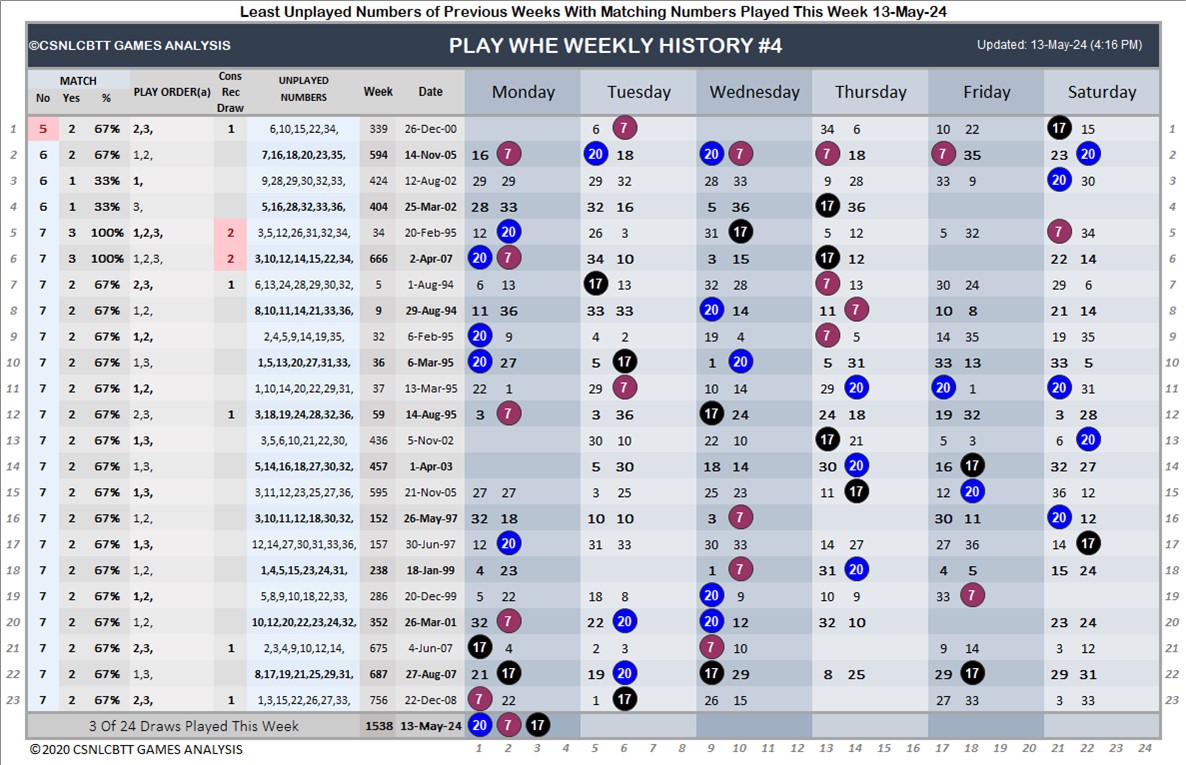 Least Unplayed Numbers of Previous Weeks With Matching Numbers Played This Week 13-May-24
©CSNLCBTT GAMES ANALYSIS PLAY WHE WEEKLY HISTORY #4 Updated: 13-May-24 (4:16 PM)
MATCH
No Yes % PLAY ORDER(a) Cons Rec Draw UNPLAYED NUMBERS Week Date Monday Tuesday Wednesday Thursday Friday Saturday
1 5 2 67% 2,3, 1 6,10,15,22,34, 339 26-Dec-00 6 7 34 6 10 22 17 15 1
2 6 2 67% 1,2, 7,16,18,20,23,35, 594 14-Nov-05 16 7 20 18 20 7 7 18 7 35 23 20 2
3 6 1 33% 1, 9,28,29,30,32,33, 424 12-Aug-02 29 29 29 32 28 33 9 28 33 9 20 30 3
4 6 1 33% 3, 5,16,28,32,33,36, 404 25-Mar-02 28 33 32 16 5 36 17 36 4
5 7 3 100% 1,2,3, 2 3,5,12,26,31,32,34, 34 20-Feb-95 12 20 26 3 31 17 5 12 5 32 7 34 5
6 7 3 100% 1,2,3, 2 3,10,12,14,15,22,34, 666 2-Apr-07 20 7 34 10 3 15 17 12 22 14 6
7 7 2 67% 2,3, 1 6,13,24,28,29,30,32, 5 1-Aug-94 6 13 17 13 32 28 7 13 30 24 29 6 7
8 7 2 67% 1,2, 8,10,11,14,21,33,36, 9 29-Aug-94 11 36 33 33 20 14 11 7 10 8 21 14 8
9 7 2 67% 1,2, 2,4,5,9,14,19,35, 32 6-Feb-95 20 9 4 2 19 4 7 5 14 35 19 35 9
10 7 2 67% 1,3, 1,5,13,20,27,31,33, 36 6-Mar-95 20 27 5 17 1 20 5 31 33 13 33 5 10
11 7 2 67% 1,2, 1,10,14,20,22,29,31, 37 13-Mar-95 22 1 29 7 10 14 29 20 20 1 20 31 11
12 7 2 67% 2,3, 1 3,18,19,24,28,32,36, 59 14-Aug-95 3 7 3 36 17 24 24 18 19 32 3 28 12
13 7 2 67% 1,3, 3,5,6,10,21,22,30, 436 5-Nov-02 30 10 22 10 17 21 5 3 6 20 13
14 7 2 67% 1,3, 5,14,16,18,27,30,32, 457 1-Apr-03 5 30 18 14 30 20 16 17 32 27 14
15 7 2 67% 1,3, 3,11,12,23,25,27,36, 595 21-Nov-05 27 27 3 25 25 23 11 17 12 20 36 12 15
16 7 2 67% 1,2, 3,10,11,12,18,30,32, 152 26-May-97 32 18 10 10 3 7 30 11 20 12 16
17 7 2 67% 1,3, 12,14,27,30,31,33,36, 157 30-Jun-97 12 20 31 33 30 33 14 27 27 36 14 17 17
18 7 2 67% 1,2, 1,4,5,15,23,24,31, 238 18-Jan-99 4 23 1 7 31 20 4 5 15 24 18
19 7 2 67% 1,2, 5,8,9,10,18,22,33, 286 20-Dec-99 5 22 18 8 20 9 10 9 33 7 19
20 7 2 67% 1,2, 10,12,20,22,23,24,32, 352 26-Mar-01 32 7 22 20 20 12 32 10 23 24 20
21 7 2 67% 2,3, 1 2,3,4,9,10,12,14, 675 4-Jun-07 17 4 2 3 7 10 9 14 3 12 21
22 7 2 67% 1,3, 8,17,19,21,25,29,31, 687 27-Aug-07 21 17 19 20 17 29 8 25 29 17 29 31 22
23 7 2 67% 2,3, 1 1,3,15,22,26,27,33, 756 22-Dec-08 7 22 1 17 26 15 27 33 3 33 23
3 Of 24 Draws Played This Week 1538 13-May-24 20 7 17
© 2020 CSNLCBTT GAMES ANALYSIS 1 2 3 4 5 6 7 8 9 10 11 12 13 14 15 16 17 18 19 20 21 22 23 24